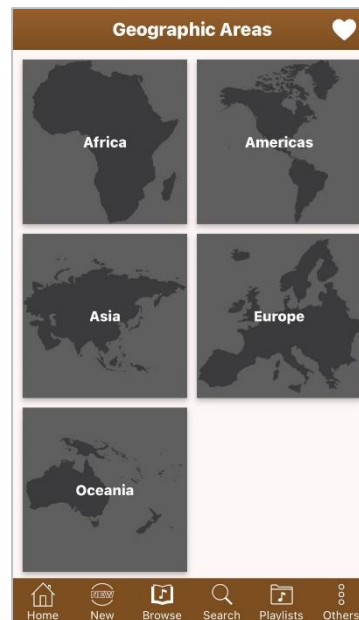 Geographic Areas
Africa
Americas
Asia
Europe
Oceania
NEW
Home New Browse Search Playlists Others